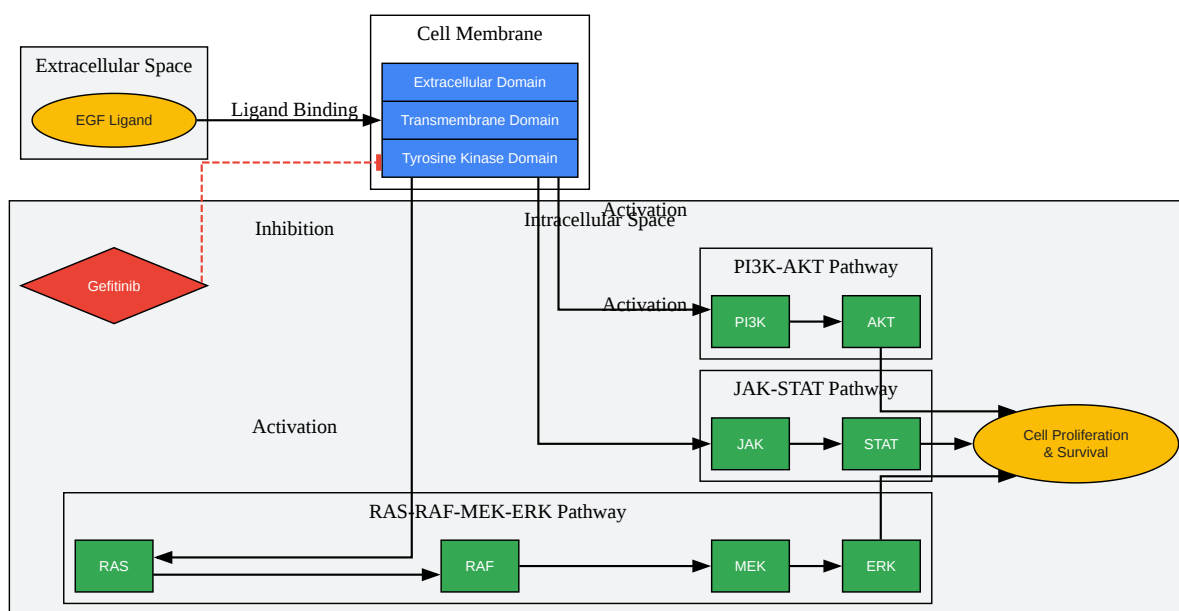 Cell Membrane
Extracellular Space
Extracellular Domain
EGF Ligand
Ligand Binding
Transmembrane Domain
Tyrosine Kinase Domain
Activation
Intracellular Space
Inhibition
Gefitinib
PI3K-AKT Pathway
Activation
PI3K
AKT
JAK-STAT Pathway
Activation
JAK
STAT
Cell Proliferation
& Survival
RAS-RAF-MEK-ERK Pathway
RAS
RAF
MEK
ERK